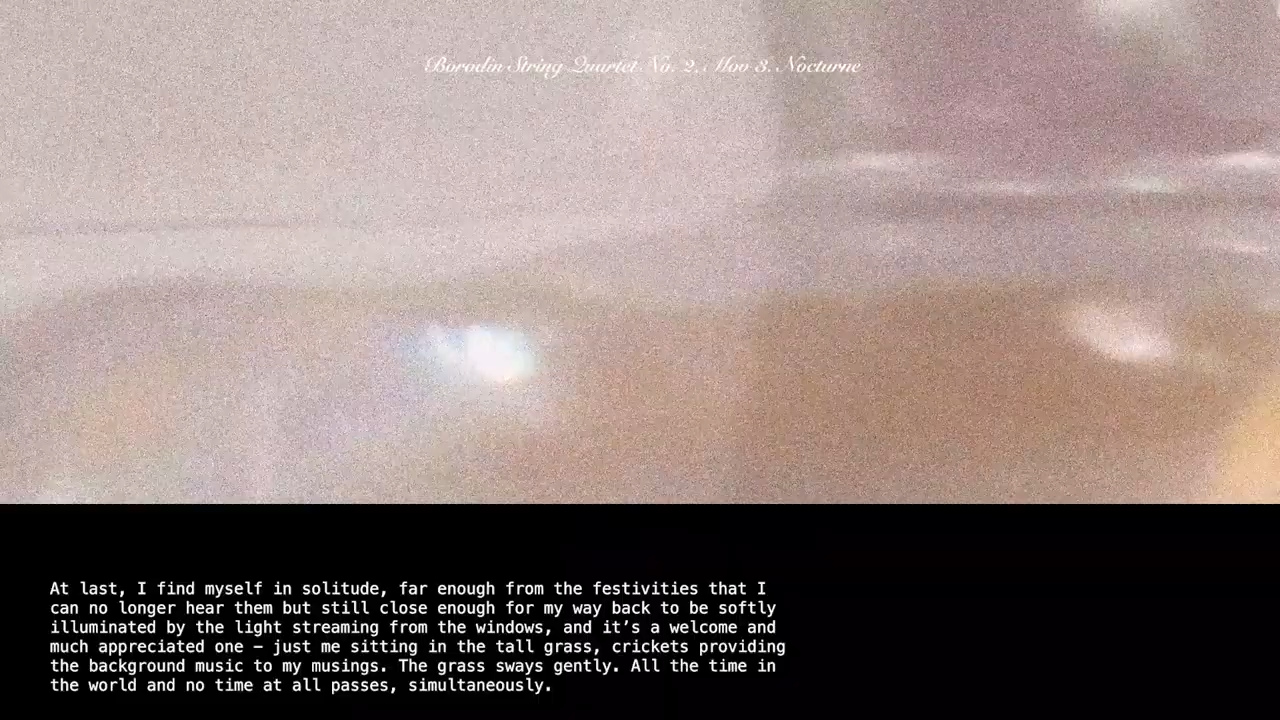 Borodin String Quartet No. 2, Mov 3. Nocturne
At last, I find myself in solitude, far enough from the festivities that I
can no longer hear them but still close enough for my way back to be softly
illuminated by the light streaming from the windows, and it's a welcome and
much appreciated one – just me sitting in the tall grass, crickets providing
the background music to my musings. The grass sways gently. All the time in
the world and no time at all passes, simultaneously.